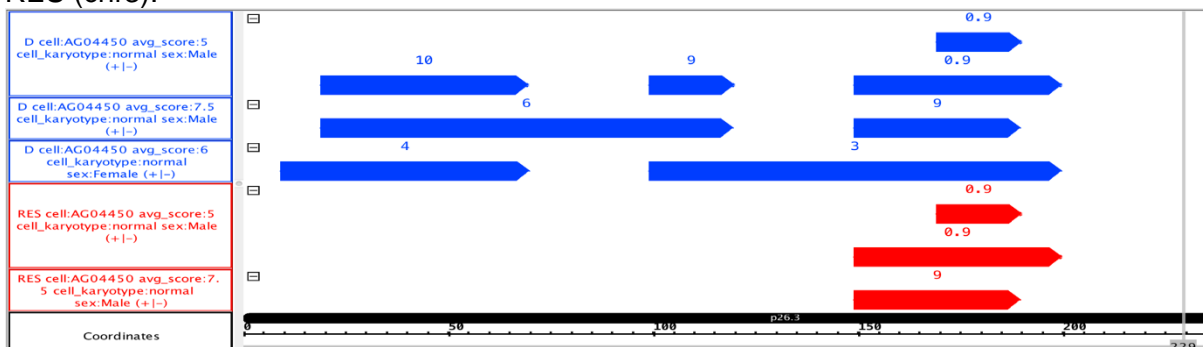 D cell:AG04450 avg_score:5
cell_karyotype:normal sex:Male
(+|-)
0.9
10
9
0.9
D cell:AG04450 avg_score:7.5
cell_karyotype:normal sex:Male
(+|-)
6
9
D cell:AG04450 avg_score:6
cell_karyotype:normal
sex:Female (+|-)
4
3
RES cell:AG04450 avg_score:5
cell_karyotype:normal sex:Male
(+|-)
0.9
0.9
RES cell:AG04450 avg_score:7.
5 cell_karyotype:normal
sex:Male (+|-)
9
Coordinates
p26.3
0 50 100 150 200